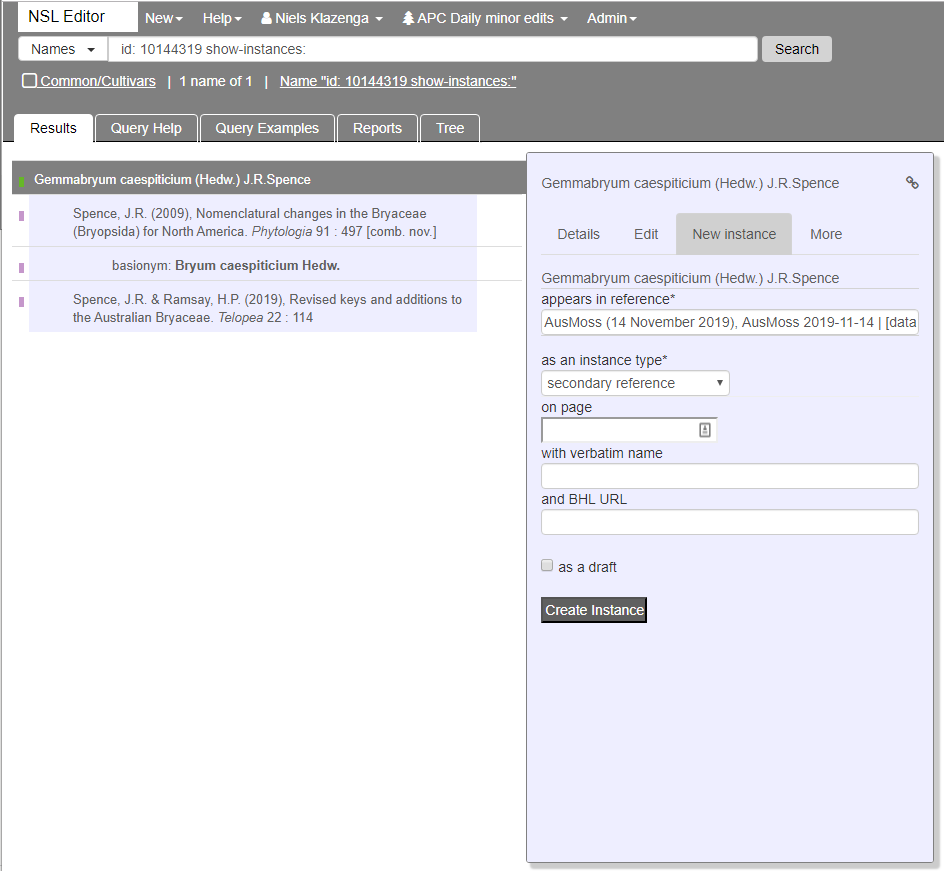 NSL Editor New Help Niels Klazenga APC Daily minor edits Admin
Names id: 10144319 show-instances: Search
Common/Cultivars | 1 name of 1 | Name "id: 10144319 show-instances:"
Results Query Help Query Examples Reports Tree
Gemmabryum caespiticium (Hedw.) J.R.Spence
Spence, J.R. (2009), Nomenclatural changes in the Bryaceae
(Bryopsida) for North America. Phytologia 91 : 497 [comb. nov.]
basionym: Bryum caespiticium Hedw.
Spence, J.R. & Ramsay, H.P. (2019), Revised keys and additions to
the Australian Bryaceae. Telopea 22 : 114
Gemmabryum caespiticium (Hedw.) J.R.Spence
Details Edit New instance More
Gemmabryum caespiticium (Hedw.) J.R.Spence
appears in reference*
AusMoss (14 November 2019), AusMoss 2019-11-14 | [data
as an instance type*
secondary reference
on page
with verbatim name
and BHL URL
as a draft
Create Instance